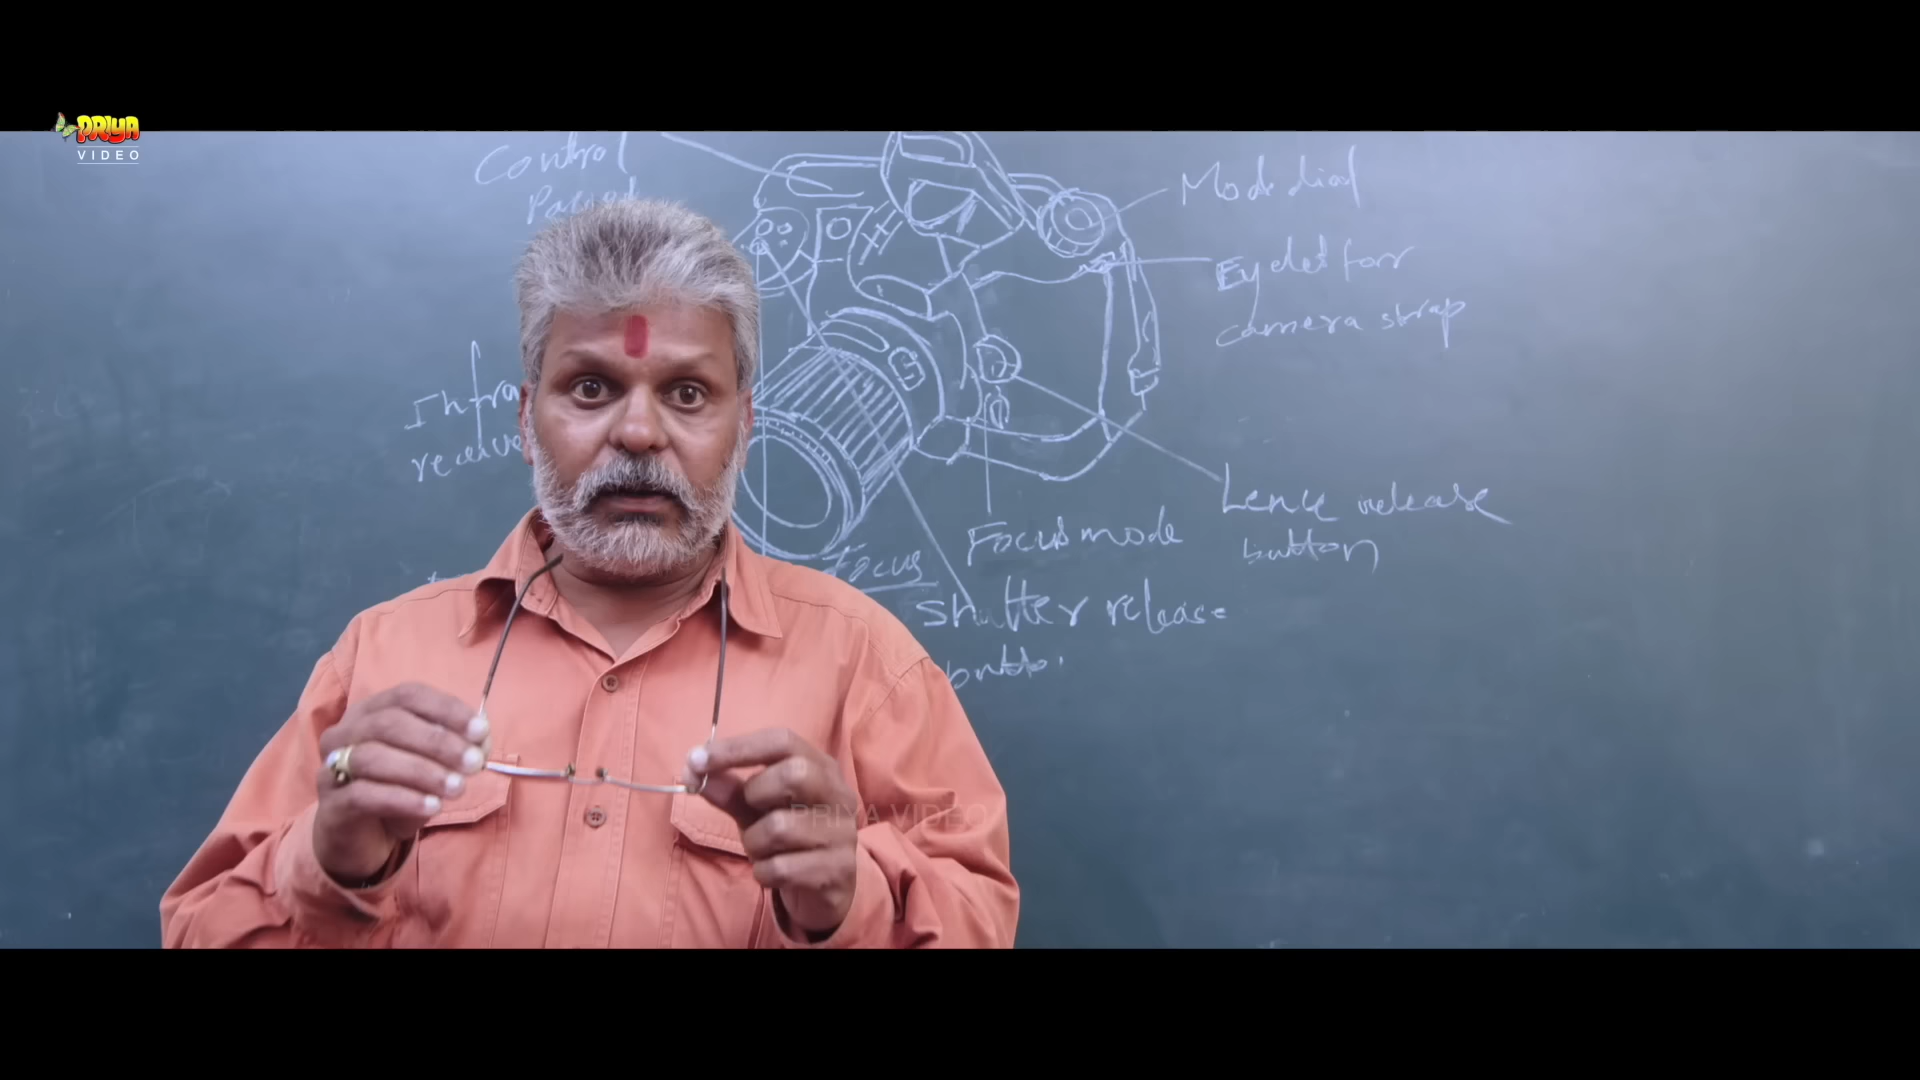 PRIYA
VIDEO
Control
Mode dial
Eyelet for
camera strap
Infra
receive
Lence release
button
Focus mode
Focus
Shutter release
butto
PRIYA VIDEO